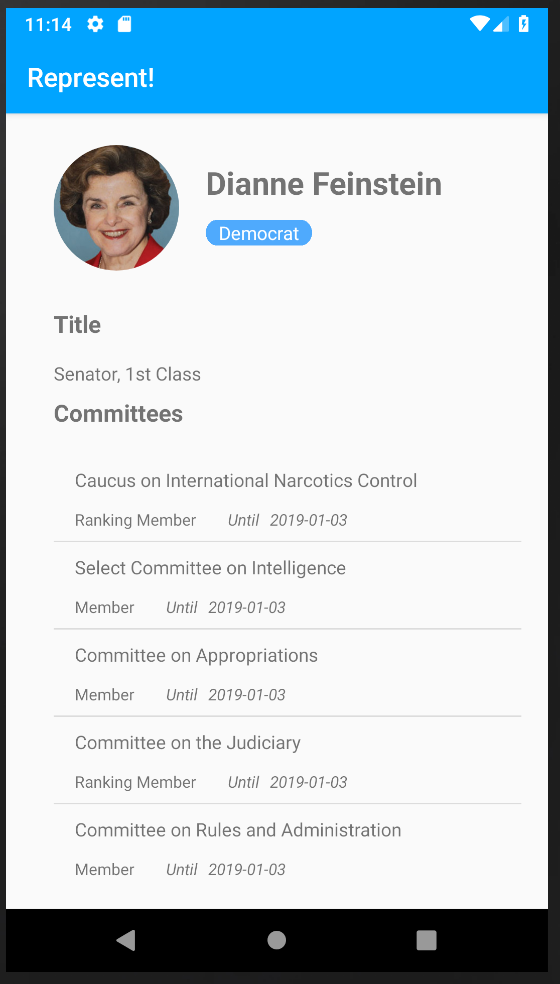 11:14
Represent!
Dianne Feinstein
Democrat
Title
Senator, 1st Class
Committees
Caucus on International Narcotics Control
Ranking Member Until 2019-01-03
Select Committee on Intelligence
Member Until 2019-01-03
Committee on Appropriations
Member Until 2019-01-03
Committee on the Judiciary
Ranking Member Until 2019-01-03
Committee on Rules and Administration
Member Until 2019-01-03